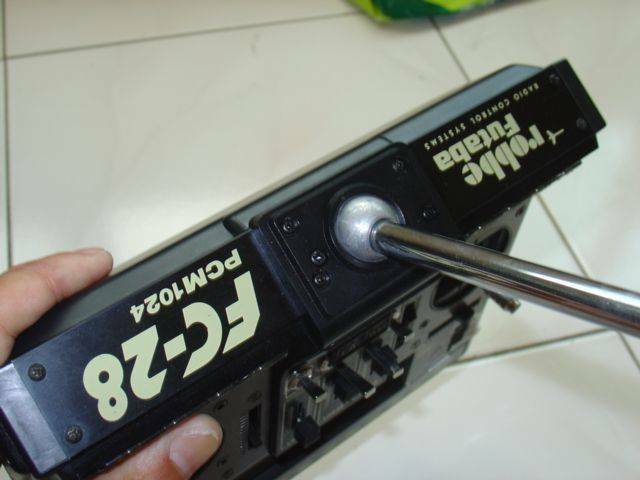 robbe
Futaba
RADIO CONTROL SYSTEMS
FC-28
PCM1024